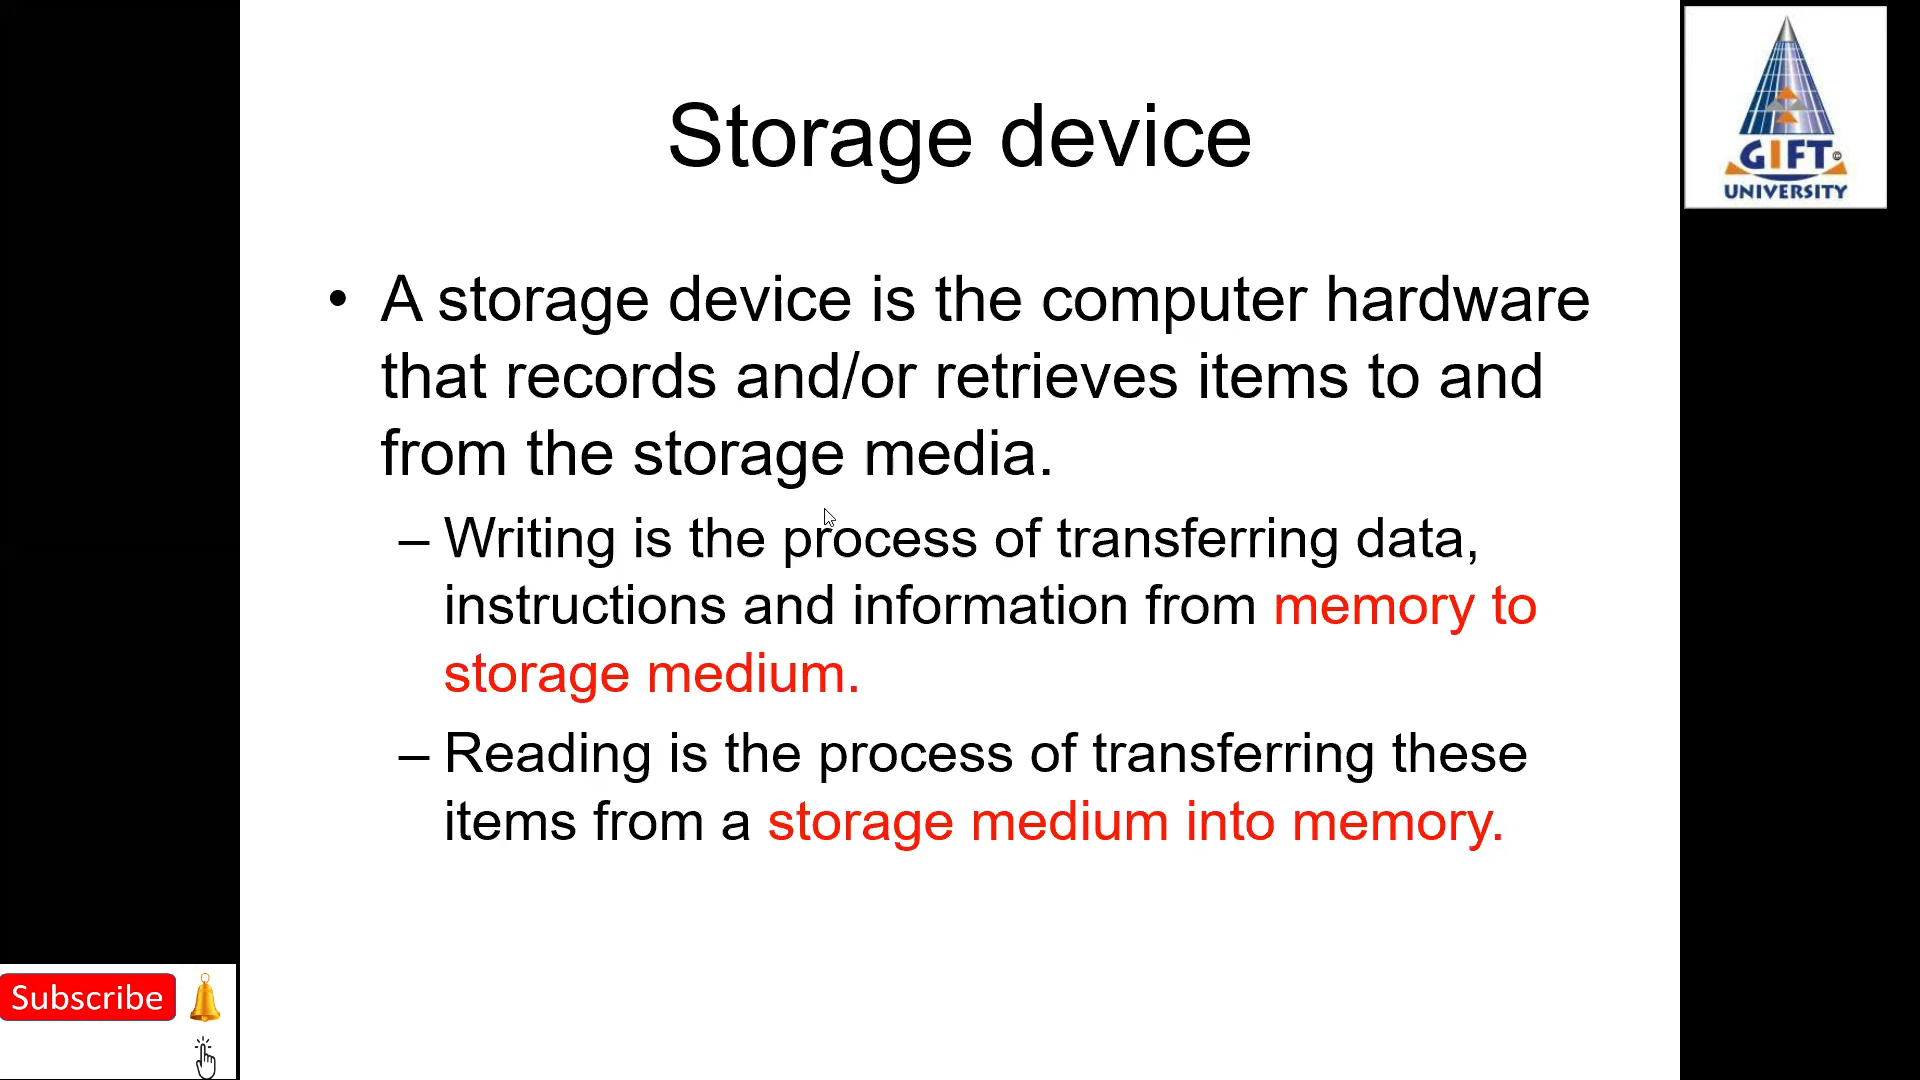 Storage device
• A storage device is the computer hardware
that records and/or retrieves items to and
from the storage media.
– Writing is the process of transferring data,
instructions and information from memory to
storage medium.
– Reading is the process of transferring these
items from a storage medium into memory.
GIFT©
UNIVERSITY
Subscribe